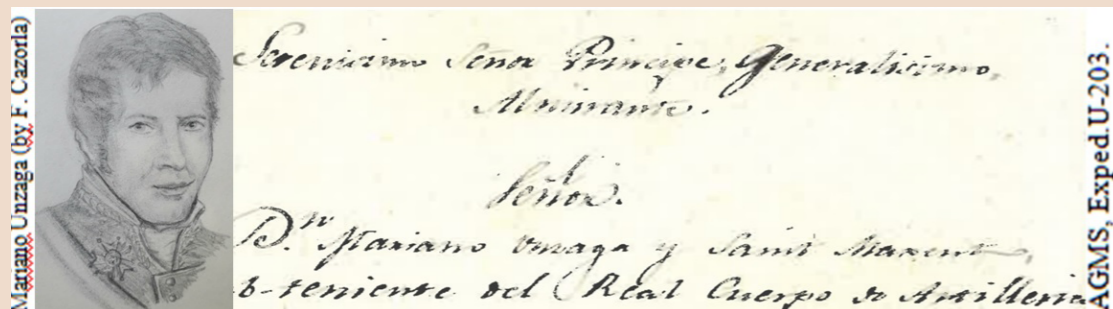 Mariano Unzaga (by F. Cazorla)
Serenisimo Señor Principe, Generalisimo,
Almirante.
Señor.
D.n Mariano Unzaga y Saint Maxent,
b-teniente del Real Cuerpo de Artilleria
AGMS, Exped.U-203.